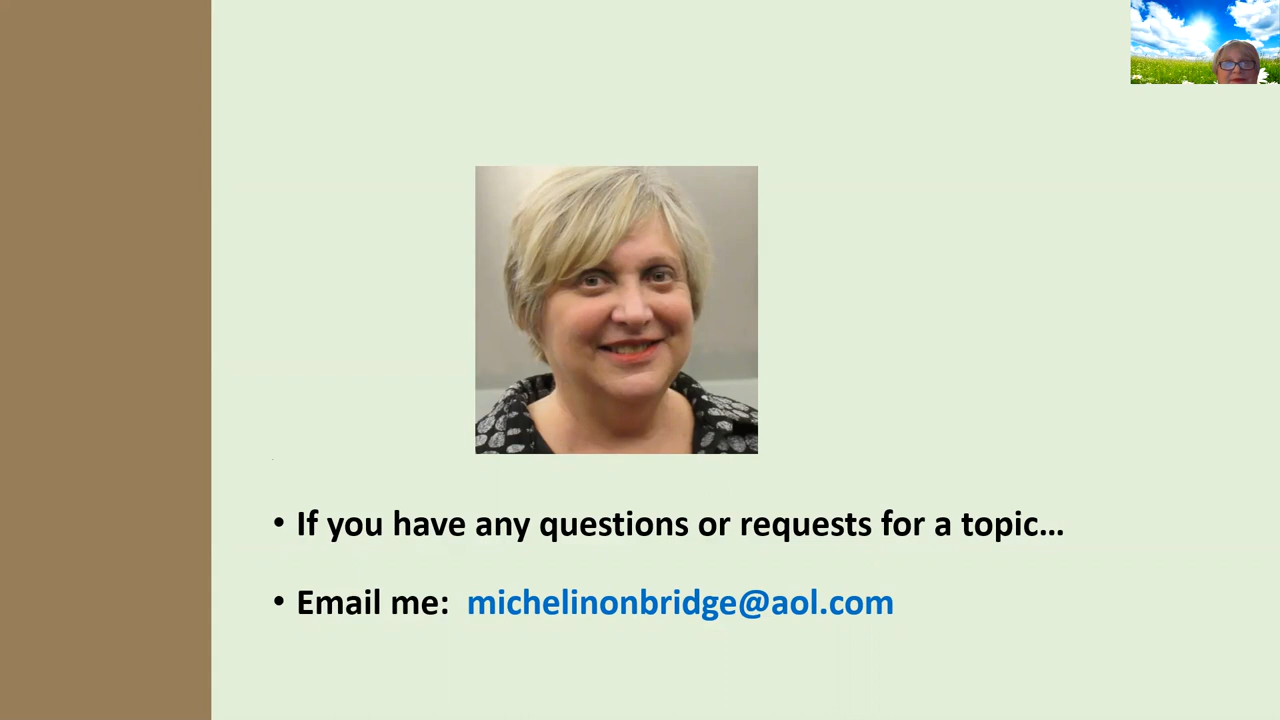 • If you have any questions or requests for a topic...
• Email me: michelinonbridge@aol.com